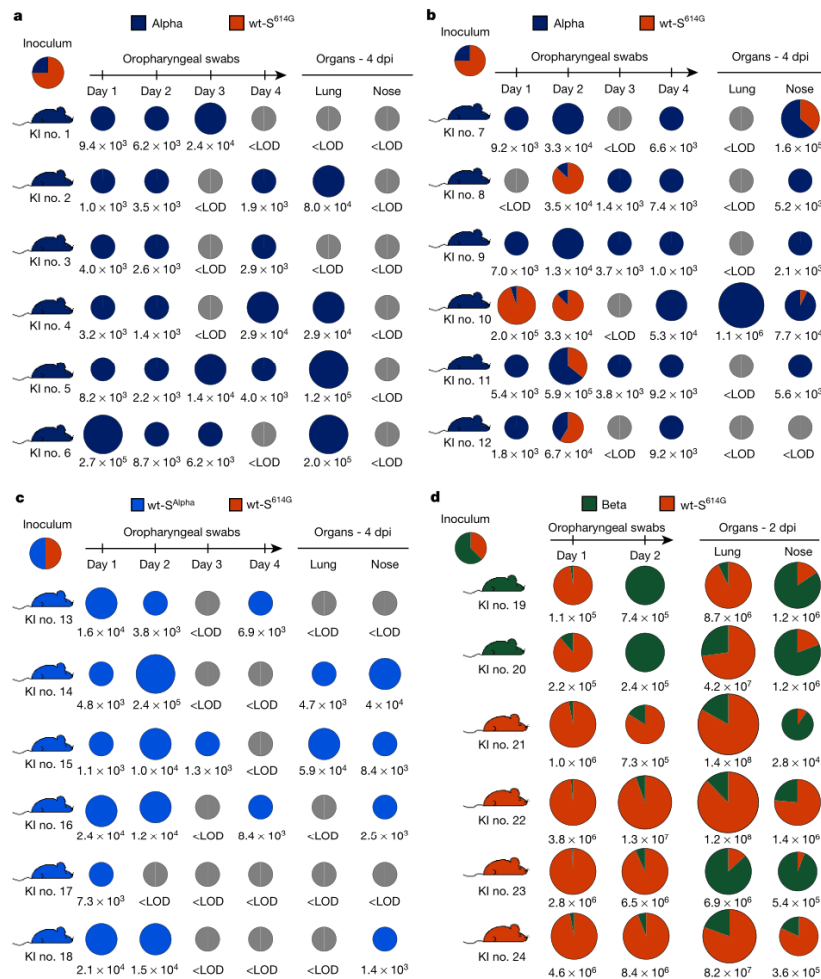 a
Alpha wt-S614G
Inoculum
Oropharyngeal swabs Organs - 4 dpi
Day 1 Day 2 Day 3 Day 4 Lung Nose
KI no. 1
9.4 × 10³ 6.2 × 10³ 2.4 × 10⁴ <LOD <LOD <LOD
KI no. 2
1.0 × 10³ 3.5 × 10³ <LOD 1.9 × 10³ 8.0 × 10⁴ <LOD
KI no. 3
4.0 × 10³ 2.6 × 10³ <LOD 2.9 × 10³ <LOD <LOD
KI no. 4
3.2 × 10³ 1.4 × 10³ <LOD 2.9 × 10⁴ 2.9 × 10⁴ <LOD
KI no. 5
8.2 × 10³ 2.2 × 10³ 1.4 × 10⁴ 4.0 × 10³ 1.2 × 10⁵ <LOD
KI no. 6
2.7 × 10⁵ 8.7 × 10³ 6.2 × 10³ <LOD 2.0 × 10⁵ <LOD
b
Alpha wt-S614G
Inoculum
Oropharyngeal swabs Organs - 4 dpi
Day 1 Day 2 Day 3 Day 4 Lung Nose
KI no. 7
9.2 × 10³ 3.3 × 10⁴ <LOD 6.6 × 10³ <LOD 1.6 × 10⁵
KI no. 8
<LOD 3.5 × 10⁴ 1.4 × 10³ 7.4 × 10³ <LOD 5.2 × 10³
KI no. 9
7.0 × 10³ 1.3 × 10⁴ 3.7 × 10³ 1.0 × 10³ <LOD 2.1 × 10³
KI no. 10
2.0 × 10⁵ 3.3 × 10⁴ <LOD 5.3 × 10⁴ 1.1 × 10⁶ 7.7 × 10⁴
KI no. 11
5.4 × 10³ 5.9 × 10⁵ 3.8 × 10³ 9.2 × 10³ <LOD 5.6 × 10³
KI no. 12
1.8 × 10³ 6.7 × 10⁴ <LOD 9.2 × 10³ <LOD <LOD
c
wt-SAlpha wt-S614G
Inoculum
Oropharyngeal swabs Organs - 4 dpi
Day 1 Day 2 Day 3 Day 4 Lung Nose
KI no. 13
1.6 × 10⁴ 3.8 × 10³ <LOD 6.9 × 10³ <LOD <LOD
KI no. 14
4.8 × 10³ 2.4 × 10⁵ <LOD <LOD 4.7 × 10³ 4 × 10⁴
KI no. 15
1.1 × 10³ 1.0 × 10⁴ 1.3 × 10³ <LOD 5.9 × 10⁴ 8.4 × 10³
KI no. 16
2.4 × 10⁴ 1.2 × 10⁴ <LOD 8.4 × 10³ <LOD 2.5 × 10³
KI no. 17
7.3 × 10³ <LOD <LOD <LOD <LOD <LOD
KI no. 18
2.1 × 10⁴ 1.5 × 10⁴ <LOD <LOD <LOD 1.4 × 10³
d
Beta wt-S614G
Inoculum
Oropharyngeal swabs Organs - 2 dpi
Day 1 Day 2 Lung Nose
KI no. 19
1.1 × 10⁵ 7.4 × 10⁵ 8.7 × 10⁶ 1.2 × 10⁶
KI no. 20
2.2 × 10⁵ 2.4 × 10⁵ 4.2 × 10⁷ 1.2 × 10⁶
KI no. 21
1.0 × 10⁶ 7.3 × 10⁵ 1.4 × 10⁸ 2.8 × 10⁴
KI no. 22
3.8 × 10⁶ 1.3 × 10⁷ 1.2 × 10⁸ 1.4 × 10⁶
KI no. 23
2.8 × 10⁶ 6.5 × 10⁶ 6.9 × 10⁶ 5.4 × 10⁵
KI no. 24
4.6 × 10⁶ 8.4 × 10⁶ 8.2 × 10⁷ 3.6 × 10⁵